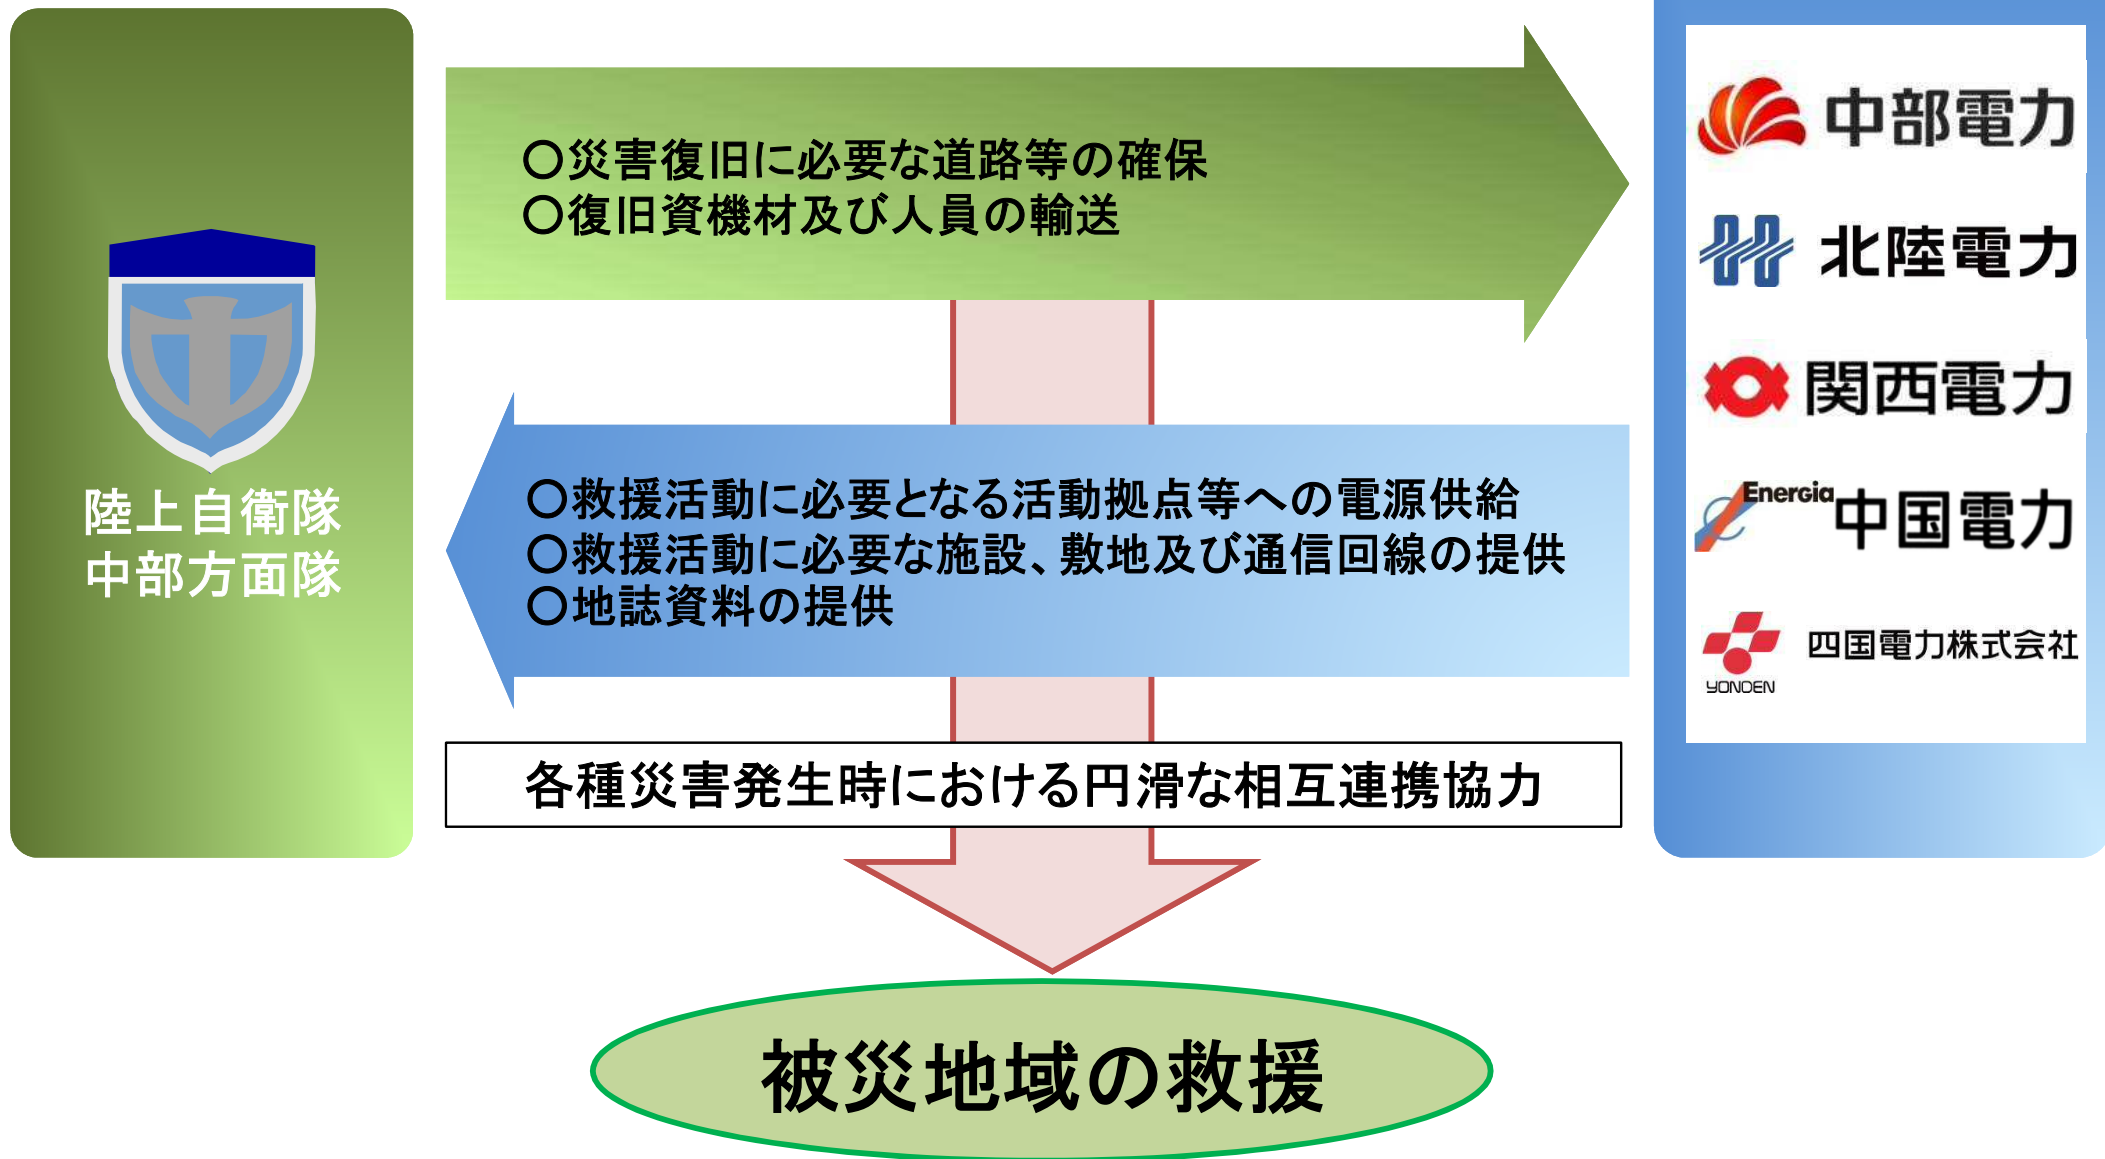 陸上自衛隊
中部方面隊
〇災害復旧に必要な道路等の確保
〇復旧資機材及び人員の輸送
〇救援活動に必要となる活動拠点等への電源供給
〇救援活動に必要な施設、敷地及び通信回線の提供
〇地誌資料の提供
中部電力
北陸電力
関西電力
Energia
中国電力
四国電力株式会社
YONDEN
各種災害発生時における円滑な相互連携協力
被災地域の救援